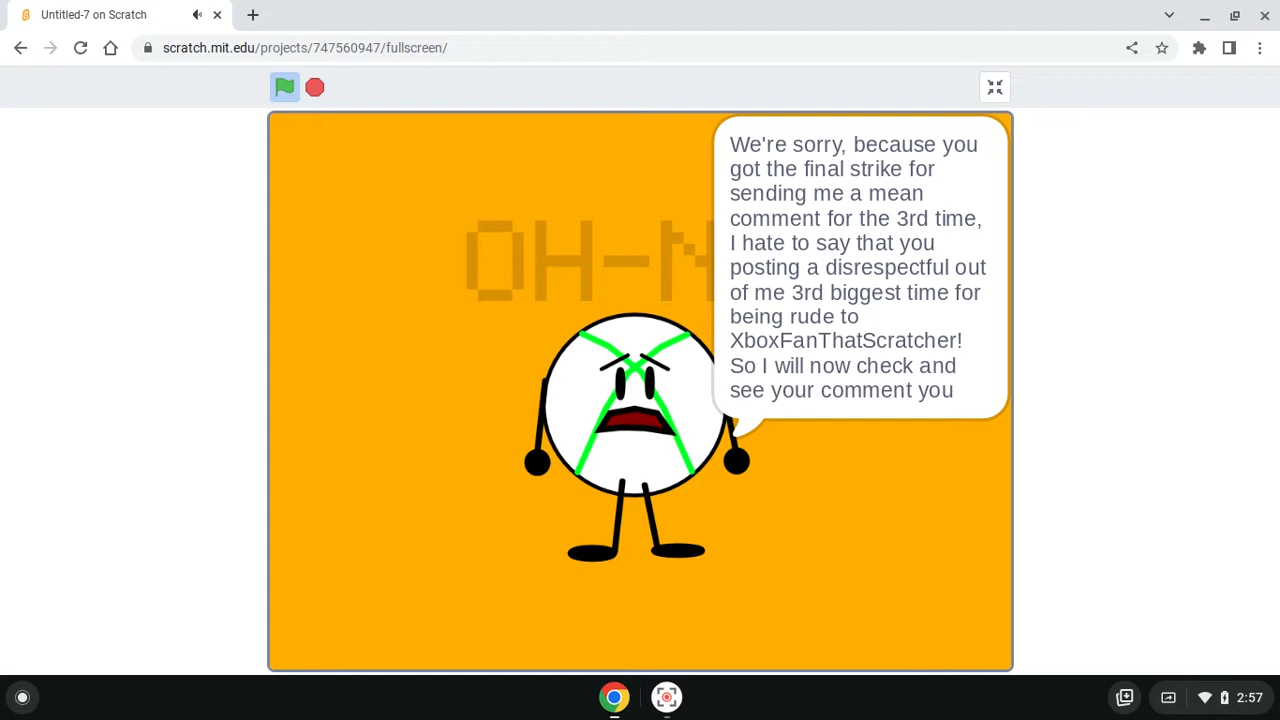 Untitled-7 on Scratch
scratch.mit.edu/projects/747560947/fullscreen/
OH-N
We're sorry, because you
got the final strike for
sending me a mean
comment for the 3rd time,
I hate to say that you
posting a disrespectful out
of me 3rd biggest time for
being rude to
XboxFanThatScratcher!
So I will now check and
see your comment you
2:57